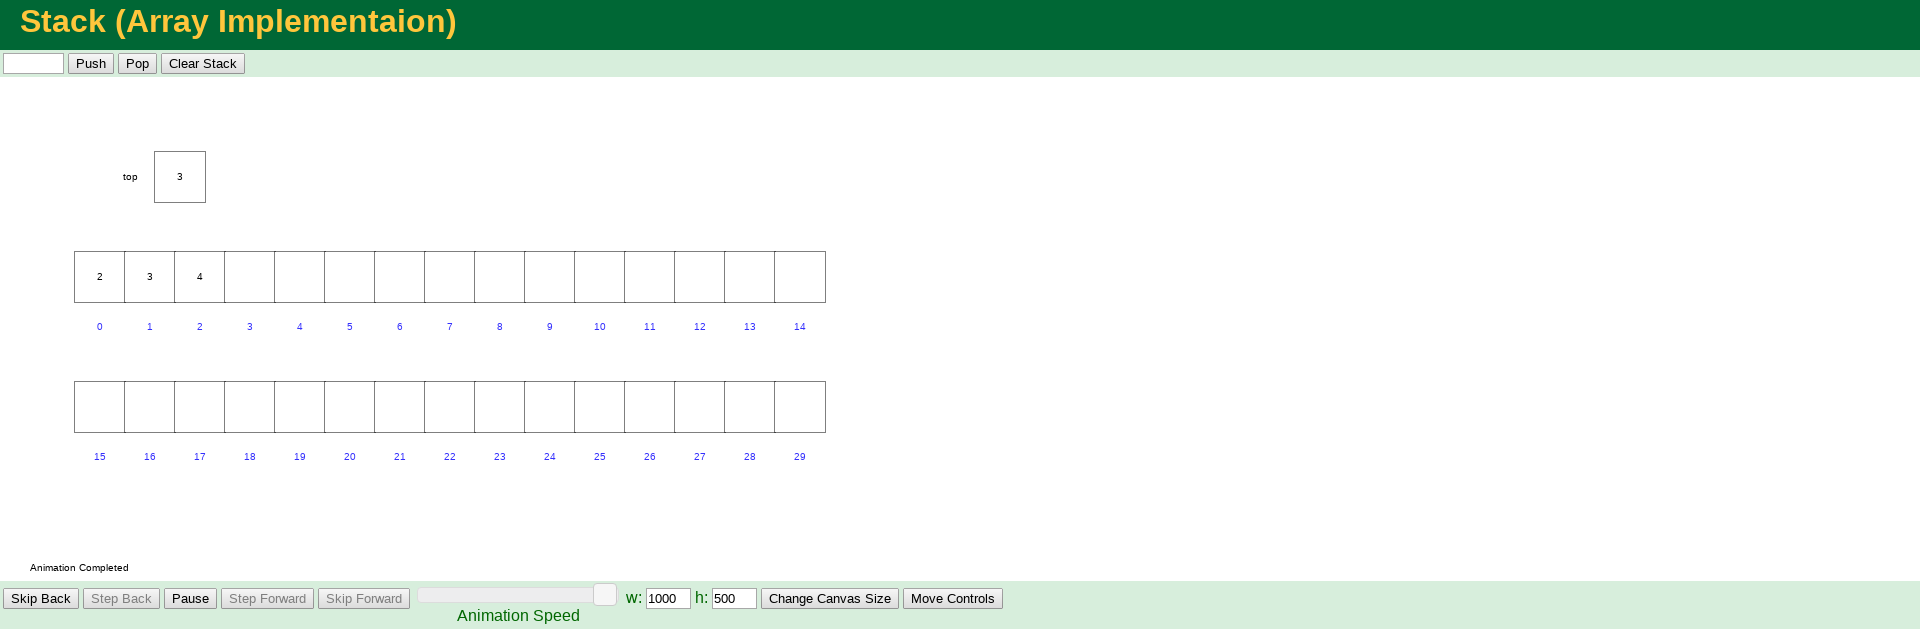 Stack (Array Implementaion)
Push Pop Clear Stack
top 3
2 3 4
0 1 2 3 4 5 6 7 8 9 10 11 12 13 14
15 16 17 18 19 20 21 22 23 24 25 26 27 28 29
Animation Completed
Skip Back Step Back Pause Step Forward Skip Forward w: 1000 h: 500 Change Canvas Size Move Controls
Animation Speed